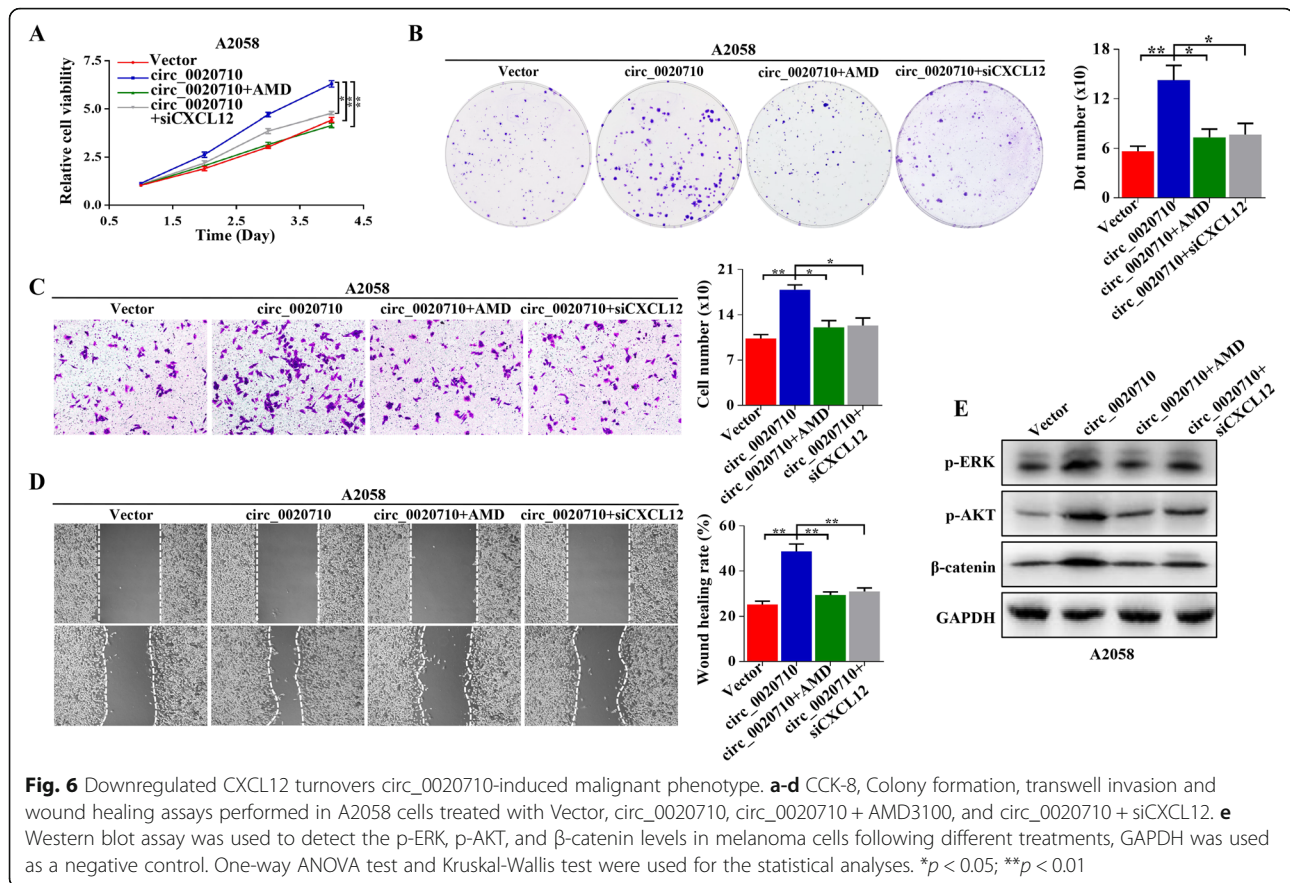 A
A2058
Vector
circ_0020710
circ_0020710+AMD
circ_0020710
+siCXCL12
*
**
**
Relative cell viability
7.5
5.0
2.5
0.0
0.5 1.5 2.5 3.5 4.5
Time (Day)
B
A2058
Vector circ_0020710 circ_0020710+AMD circ_0020710+siCXCL12
Dot number (x10)
18
12
6
0
** * *
Vector
circ_0020710
circ_0020710+AMD
circ_0020710+siCXCL12
C
A2058
Vector circ_0020710 circ_0020710+AMD circ_0020710+siCXCL12
Cell number (x10)
21
14
7
0
** * *
Vector
circ_0020710
circ_0020710+AMD
circ_0020710+
siCXCL12
D
A2058
Vector circ_0020710 circ_0020710+AMD circ_0020710+siCXCL12
Wound healing rate (%)
60
40
20
0
** ** **
Vector
circ_0020710
circ_0020710+AMD
circ_0020710+
siCXCL12
E
Vector
circ_0020710
circ_0020710+AMD
circ_0020710+
siCXCL12
p-ERK
p-AKT
β-catenin
GAPDH
A2058
Fig. 6 Downregulated CXCL12 turnovers circ_0020710-induced malignant phenotype. a-d CCK-8, Colony formation, transwell invasion and
wound healing assays performed in A2058 cells treated with Vector, circ_0020710, circ_0020710 + AMD3100, and circ_0020710 + siCXCL12. e
Western blot assay was used to detect the p-ERK, p-AKT, and β-catenin levels in melanoma cells following different treatments, GAPDH was used
as a negative control. One-way ANOVA test and Kruskal-Wallis test were used for the statistical analyses. *p < 0.05; **p < 0.01